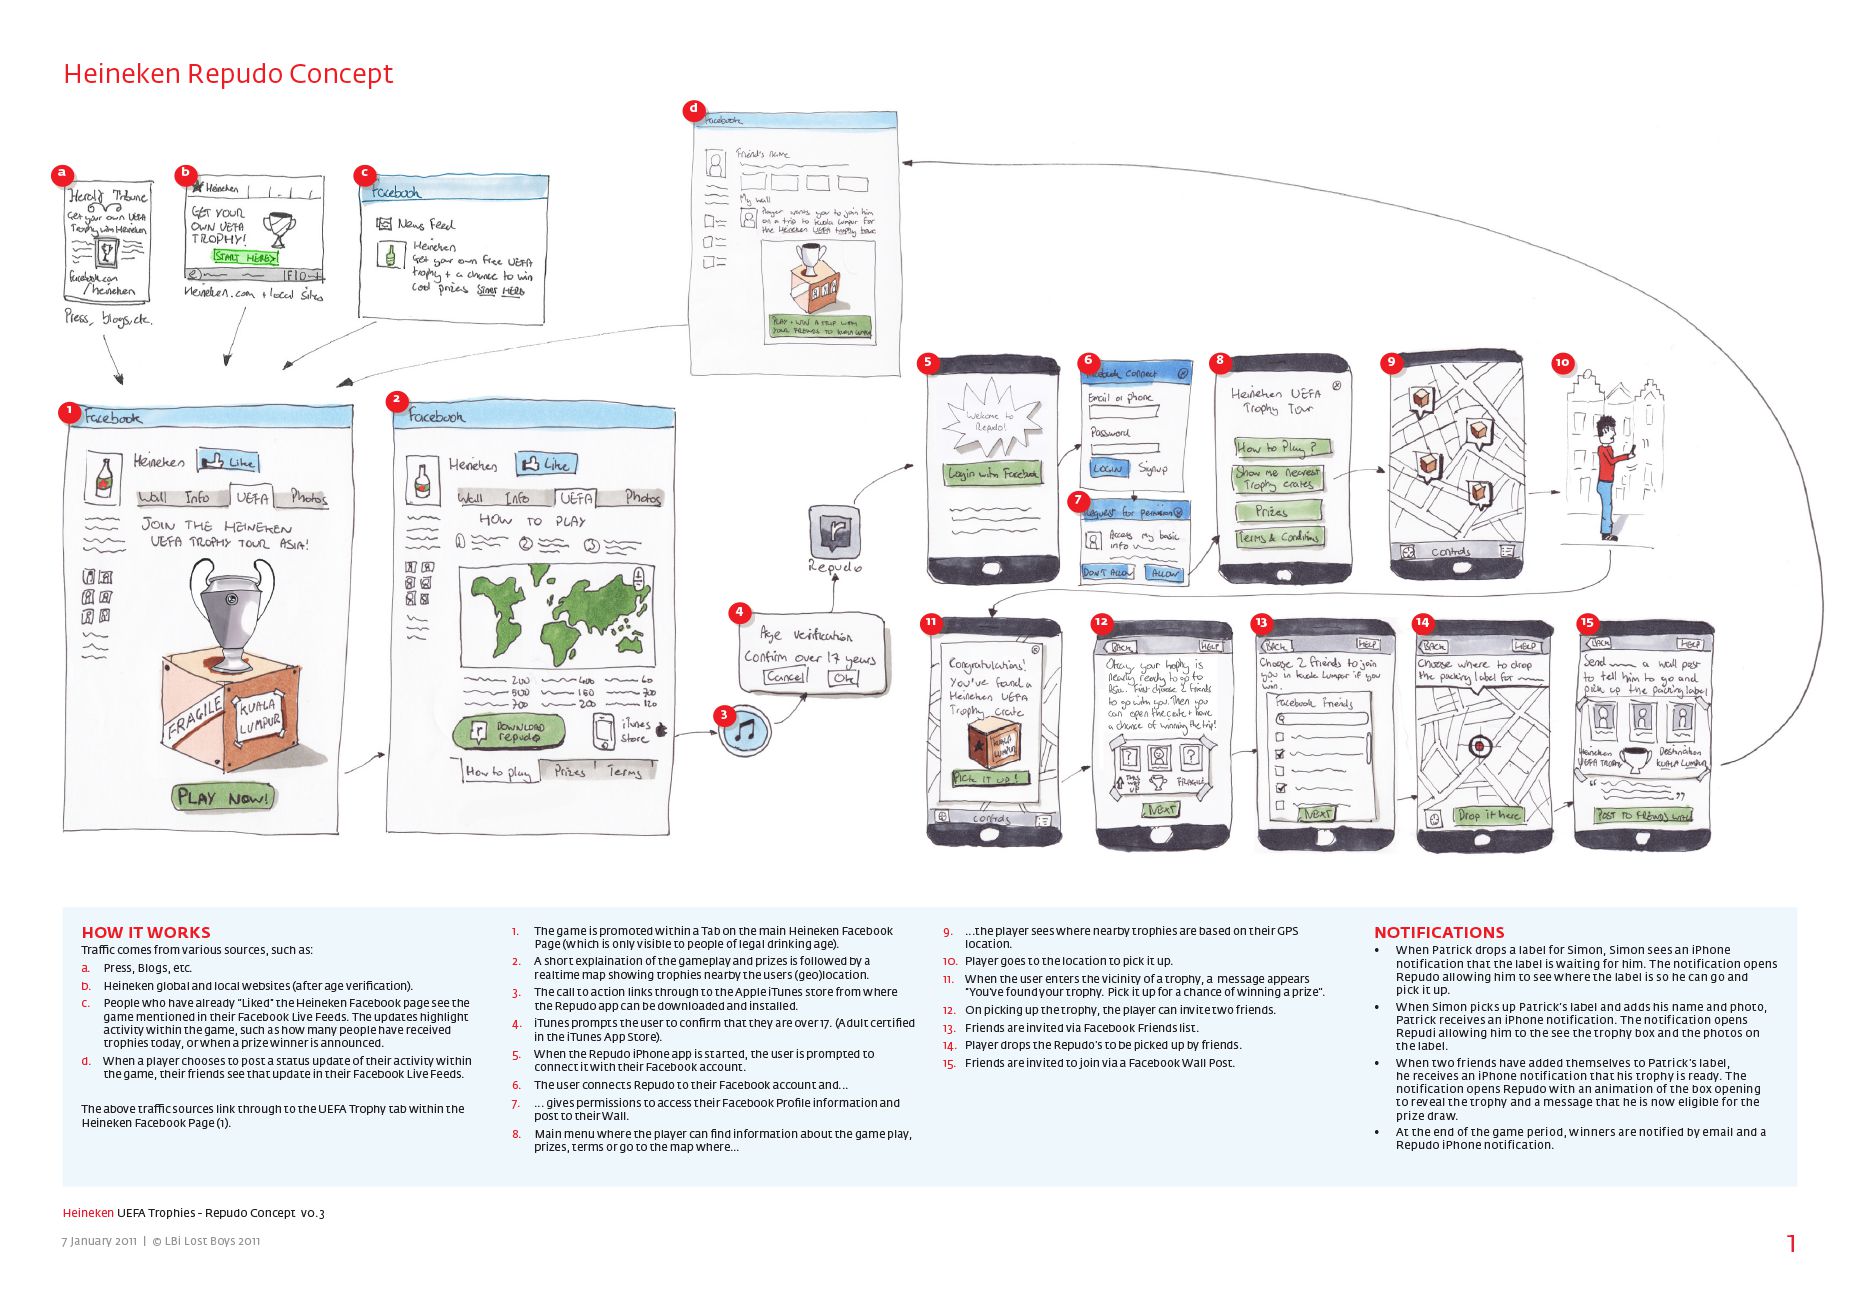 Heineken Repudo Concept
a
Herald Tribune
Get your own UEFA
Trophy with Heineken
facebook.com
/heineken
Press, blogs, etc.
b
Heineken
GET YOUR
OWN UEFA
TROPHY!
START HERE>
Heineken.com + local sites
c
Facebook
News Feed
Heineken
Get your own free UEFA
trophy + a chance to win
cool prizes START HERE
d
Facebook
Friend's name
My wall
Player wants you to join him
on a trip to Kuala Lumpur for
the Heineken UEFA trophy tour
PLAY + WIN A TRIP WITH
YOUR FRIENDS TO KUALA LUMPUR
1
Facebook
Heineken
Like
Wall Info UEFA Photos
JOIN THE HEINEKEN
UEFA TROPHY TOUR ASIA!
FRAGILE
KUALA
LUMPUR
PLAY NOW!
2
Facebook
Heineken
Like
Wall Info UEFA Photos
HOW TO PLAY
1 2 3
200 400 60
500 160 700
700 200 120
DOWNLOAD
repudo
iTunes
store
How to play Prizes Terms
3
4
Age verification
Confirm over 17 years
Cancel Ok
r
Repudo
5
Welcome to
Repudo!
Login with Facebook
6
Facebook Connect
Email or phone
Password
LOGIN Signup
7
Request for permission
Access my basic
info
DON'T ALLOW ALLOW
8
Heineken UEFA
Trophy Tour
How to Play?
Show me nearest
Trophy crates
Prizes
Terms & Conditions
9
Controls
10
11
Congratulations!
You've found a
Heineken UEFA
Trophy crate
KUALA
LUMPUR
PICK IT UP!
controls
12
BACK HELP
Okay, your trophy is
nearly ready to go to
Asia. First choose 2 friends
to go with you. Then you
can open the crate + have
a chance of winning the trip!
? ? ?
THIS
WAY
UP
FRAGILE
NEXT
13
BACK HELP
Choose 2 friends to join
you in Kuala Lumpur if you
win.
Facebook Friends
NEXT
14
BACK HELP
Choose where to drop
the packing label for
Drop it here
15
BACK HELP
Send a wall post
to tell him to go and
pick up the packing label
Heineken
UEFA TROPHY
Destination
KUALA LUMPUR
POST TO FRIENDS WALL
HOW IT WORKS
Traffic comes from various sources, such as:
a. Press, Blogs, etc.
b. Heineken global and local websites (after age verification).
c. People who have already "Liked" the Heineken Facebook page see the
game mentioned in their Facebook Live Feeds. The updates highlight
activity within the game, such as how many people have received
trophies today, or when a prize winner is announced.
d. When a player chooses to post a status update of their activity within
the game, their friends see that update in their Facebook Live Feeds.
The above traffic sources link through to the UEFA Trophy tab within the
Heineken Facebook Page (1).
1. The game is promoted within a Tab on the main Heineken Facebook
Page (which is only visible to people of legal drinking age).
2. A short explaination of the gameplay and prizes is followed by a
realtime map showing trophies nearby the users (geo)location.
3. The call to action links through to the Apple iTunes store from where
the Repudo app can be downloaded and installed.
4. iTunes prompts the user to confirm that they are over 17. (Adult certified
in the iTunes App Store).
5. When the Repudo iPhone app is started, the user is prompted to
connect it with their Facebook account.
6. The user connects Repudo to their Facebook account and...
7. ... gives permissions to access their Facebook Profile information and
post to their Wall.
8. Main menu where the player can find information about the game play,
prizes, terms or go to the map where...
9. ...the player sees where nearby trophies are based on their GPS
location.
10. Player goes to the location to pick it up.
11. When the user enters the vicinity of a trophy, a message appears
"You've found your trophy. Pick it up for a chance of winning a prize".
12. On picking up the trophy, the player can invite two friends.
13. Friends are invited via Facebook Friends list.
14. Player drops the Repudo's to be picked up by friends.
15. Friends are invited to join via a Facebook Wall Post.
NOTIFICATIONS
• When Patrick drops a label for Simon, Simon sees an iPhone
notification that the label is waiting for him. The notification opens
Repudo allowing him to see where the label is so he can go and
pick it up.
• When Simon picks up Patrick's label and adds his name and photo,
Patrick receives an iPhone notification. The notification opens
Repudi allowing him to the see the trophy box and the photos on
the label.
• When two friends have added themselves to Patrick's label,
he receives an iPhone notification that his trophy is ready. The
notification opens Repudo with an animation of the box opening
to reveal the trophy and a message that he is now eligible for the
prize draw.
• At the end of the game period, winners are notified by email and a
Repudo iPhone notification.
Heineken UEFA Trophies - Repudo Concept v0.3
7 January 2011 | © LBi Lost Boys 2011
1